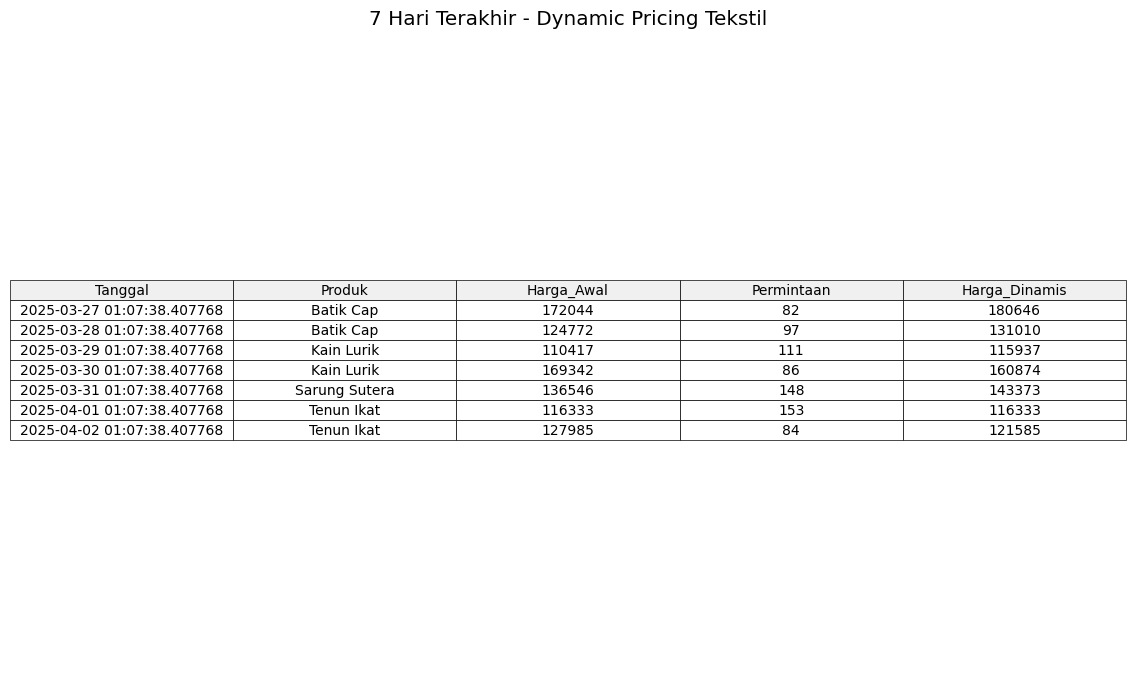 7 Hari Terakhir - Dynamic Pricing Tekstil
Tanggal Produk Harga_Awal Permintaan Harga_Dinamis
2025-03-27 01:07:38.407768 Batik Cap 172044 82 180646
2025-03-28 01:07:38.407768 Batik Cap 124772 97 131010
2025-03-29 01:07:38.407768 Kain Lurik 110417 111 115937
2025-03-30 01:07:38.407768 Kain Lurik 169342 86 160874
2025-03-31 01:07:38.407768 Sarung Sutera 136546 148 143373
2025-04-01 01:07:38.407768 Tenun Ikat 116333 153 116333
2025-04-02 01:07:38.407768 Tenun Ikat 127985 84 121585